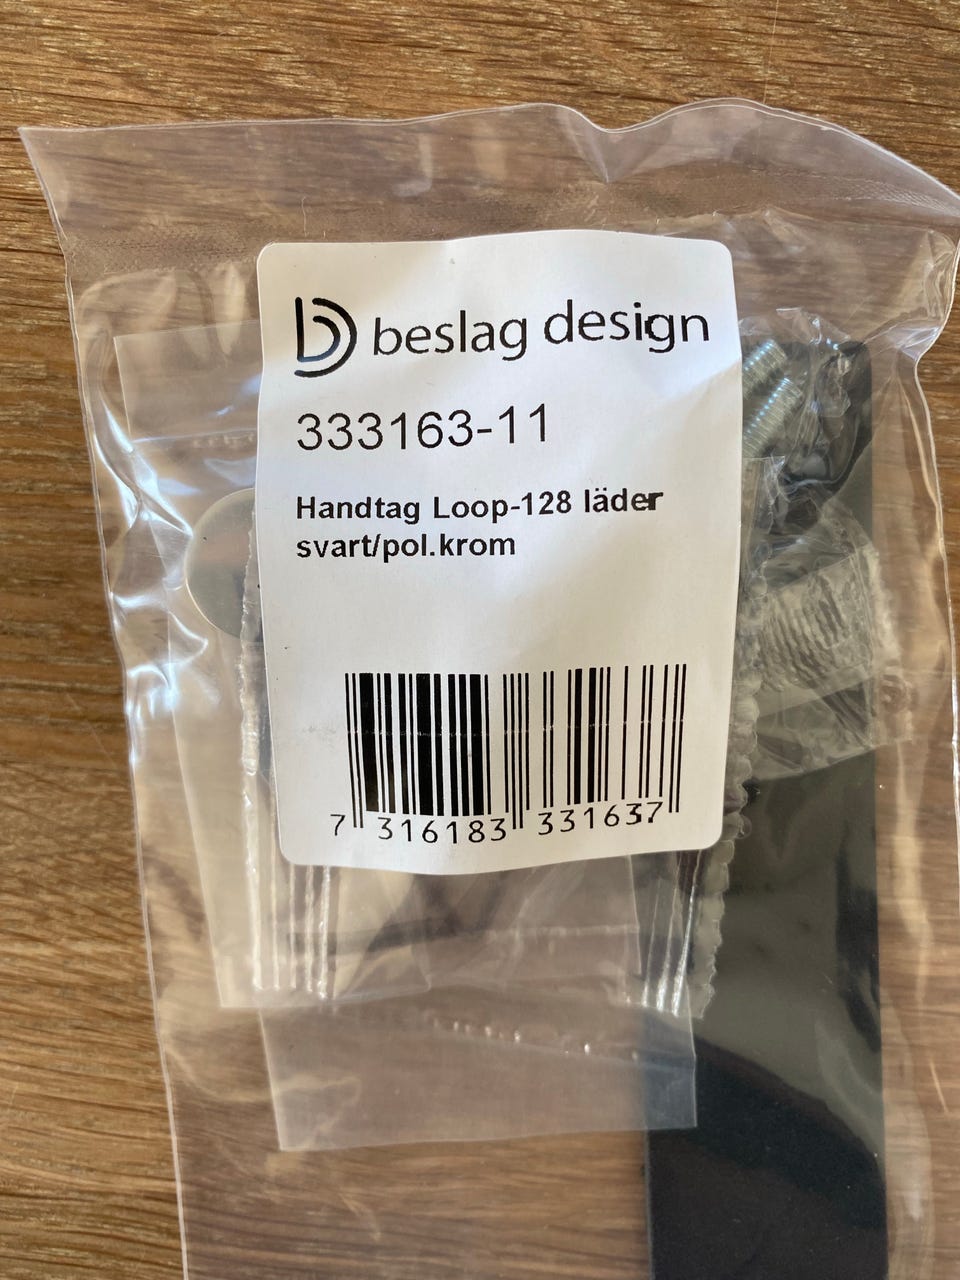 beslag design
333163-11
Handtag Loop-128 läder
svart/pol.krom
7 316183 331637